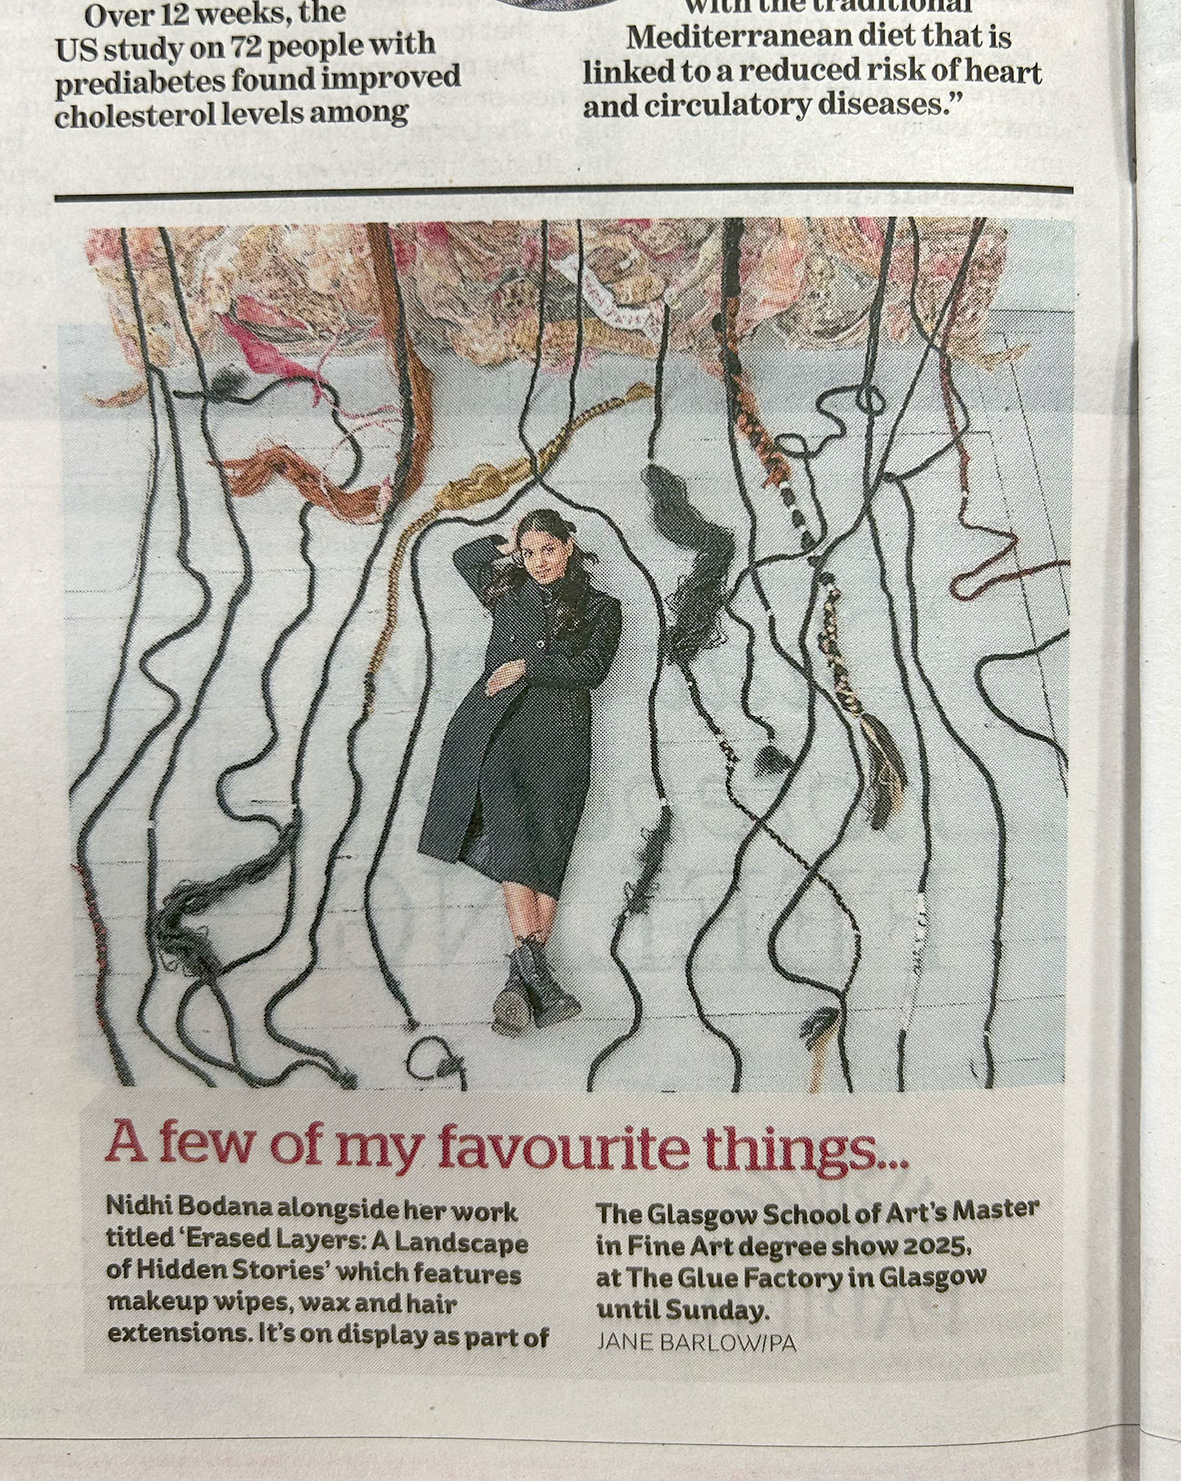 Over 12 weeks, the
US study on 72 people with
prediabetes found improved
cholesterol levels among
with the traditional
Mediterranean diet that is
linked to a reduced risk of heart
and circulatory diseases.”
A few of my favourite things...
Nidhi Bodana alongside her work
titled ‘Erased Layers: A Landscape
of Hidden Stories’ which features
makeup wipes, wax and hair
extensions. It’s on display as part of
The Glasgow School of Art’s Master
in Fine Art degree show 2025,
at The Glue Factory in Glasgow
until Sunday.
JANE BARLOW/PA